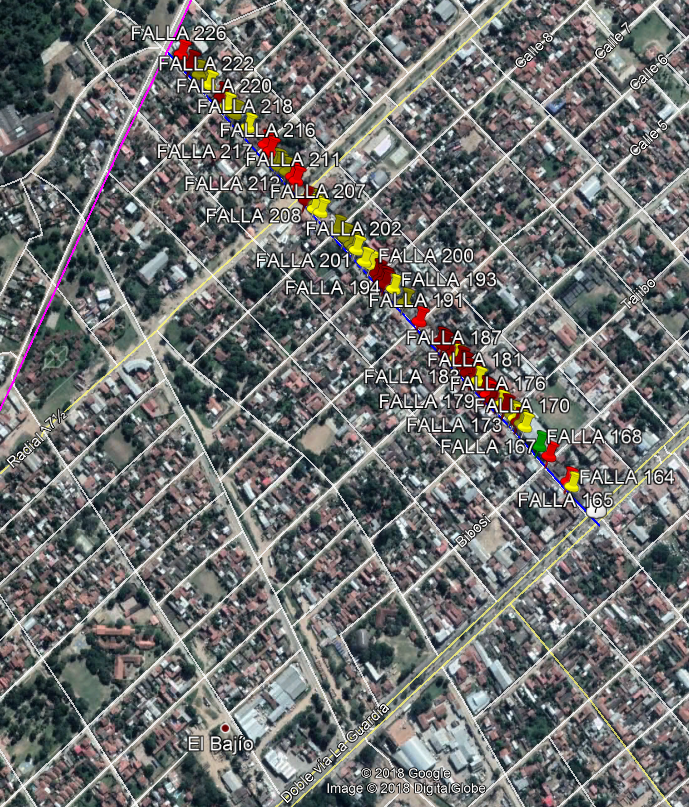 FALLA 226
Calle 8
Calle 7
FALLA 222
Calle 6
FALLA 220
FALLA 218
FALLA 216
Calle 5
FALLA 217
FALLA 211
FALLA 212
FALLA 207
FALLA 208
FALLA 202
FALLA 201
FALLA 200
FALLA 194
FALLA 193
FALLA 191
Tajibo
FALLA 187
FALLA 181
FALLA 182
FALLA 176
FALLA 179
FALLA 170
FALLA 173
Radial 17½
FALLA 167
FALLA 168
FALLA 164
FALLA 165
Bibosi
El Bajío
Doble vía La Guardia
© 2018 Google
Image © 2018 DigitalGlobe